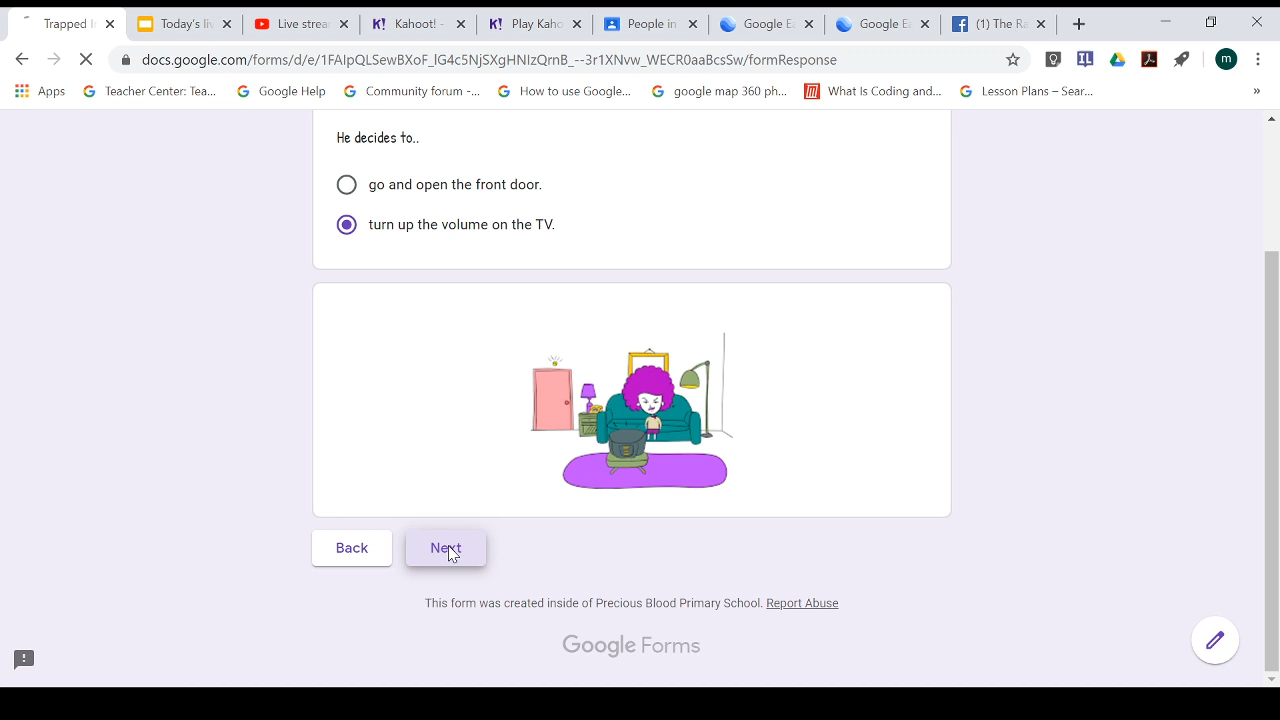 Trapped I
Today's liv
Live strea
Kahoot! -
Play Kaho
People in
Google E
Google Ea
(1) The Ra
docs.google.com/forms/d/e/1FAIpQLSewBXoF_IG4c5NjSXgHNIzQrnB_--3r1XNvw_WECR0aaBcsSw/formResponse
Apps
Teacher Center: Tea...
Google Help
Community forum -...
How to use Google...
google map 360 ph...
What Is Coding and...
Lesson Plans – Sear...
»
He decides to..
go and open the front door.
turn up the volume on the TV.
Back
Next
This form was created inside of Precious Blood Primary School. Report Abuse
Google Forms